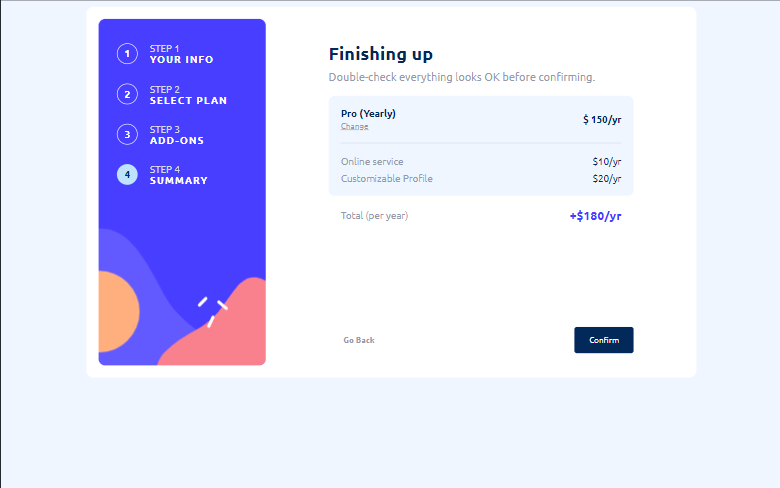 1
STEP 1
YOUR INFO
2
STEP 2
SELECT PLAN
3
STEP 3
ADD-ONS
4
STEP 4
SUMMARY
Finishing up
Double-check everything looks OK before confirming.
Pro (Yearly)
Change
$ 150/yr
Online service $10/yr
Customizable Profile $20/yr
Total (per year) +$180/yr
Go Back Confirm